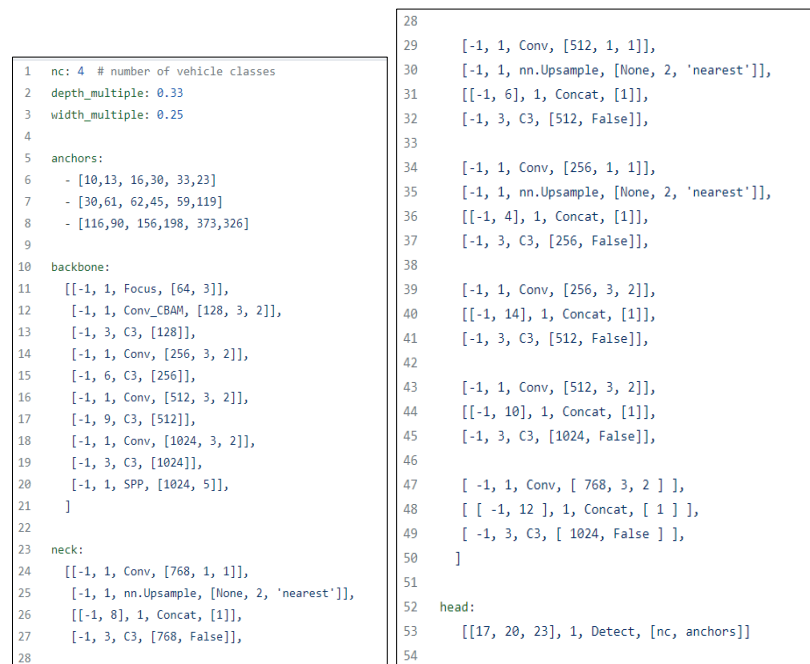 1 nc: 4 # number of vehicle classes
2 depth_multiple: 0.33
3 width_multiple: 0.25
4
5 anchors:
6 - [10,13, 16,30, 33,23]
7 - [30,61, 62,45, 59,119]
8 - [116,90, 156,198, 373,326]
9
10 backbone:
11 [[-1, 1, Focus, [64, 3]],
12 [-1, 1, Conv_CBAM, [128, 3, 2]],
13 [-1, 3, C3, [128]],
14 [-1, 1, Conv, [256, 3, 2]],
15 [-1, 6, C3, [256]],
16 [-1, 1, Conv, [512, 3, 2]],
17 [-1, 9, C3, [512]],
18 [-1, 1, Conv, [1024, 3, 2]],
19 [-1, 3, C3, [1024]],
20 [-1, 1, SPP, [1024, 5]],
21 ]
22
23 neck:
24 [[-1, 1, Conv, [768, 1, 1]],
25 [-1, 1, nn.Upsample, [None, 2, 'nearest']],
26 [[-1, 8], 1, Concat, [1]],
27 [-1, 3, C3, [768, False]],
28
28
29 [-1, 1, Conv, [512, 1, 1]],
30 [-1, 1, nn.Upsample, [None, 2, 'nearest']],
31 [[-1, 6], 1, Concat, [1]],
32 [-1, 3, C3, [512, False]],
33
34 [-1, 1, Conv, [256, 1, 1]],
35 [-1, 1, nn.Upsample, [None, 2, 'nearest']],
36 [[-1, 4], 1, Concat, [1]],
37 [-1, 3, C3, [256, False]],
38
39 [-1, 1, Conv, [256, 3, 2]],
40 [[-1, 14], 1, Concat, [1]],
41 [-1, 3, C3, [512, False]],
42
43 [-1, 1, Conv, [512, 3, 2]],
44 [[-1, 10], 1, Concat, [1]],
45 [-1, 3, C3, [1024, False]],
46
47 [ -1, 1, Conv, [ 768, 3, 2 ] ],
48 [ [ -1, 12 ], 1, Concat, [ 1 ] ],
49 [ -1, 3, C3, [ 1024, False ] ],
50 ]
51
52 head:
53 [[17, 20, 23], 1, Detect, [nc, anchors]]
54